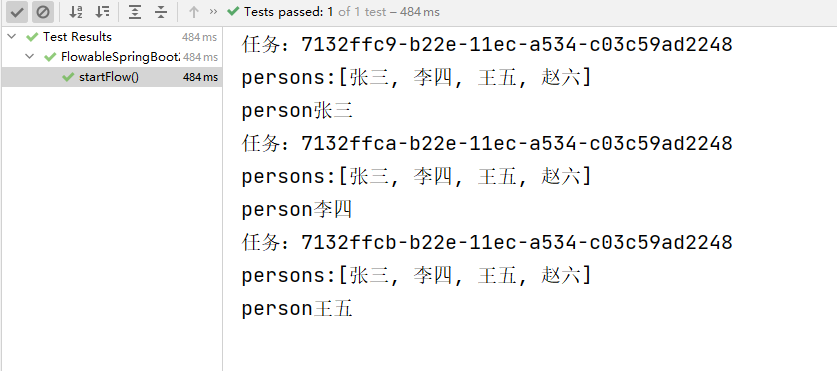 Tests passed: 1 of 1 test – 484 ms
Test Results 484 ms
FlowableSpringBoot 484 ms
startFlow() 484 ms
任务：7132ffc9-b22e-11ec-a534-c03c59ad2248
persons:[张三, 李四, 王五, 赵六]
person张三
任务：7132ffca-b22e-11ec-a534-c03c59ad2248
persons:[张三, 李四, 王五, 赵六]
person李四
任务：7132ffcb-b22e-11ec-a534-c03c59ad2248
persons:[张三, 李四, 王五, 赵六]
person王五